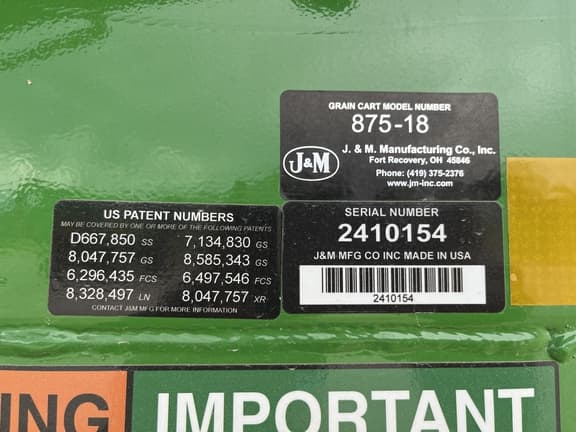 GRAIN CART MODEL NUMBER
875-18
J&M
J. & M. Manufacturing Co., Inc.
Fort Recovery, OH 45846
Phone: (419) 375-2376
www.jm-inc.com
US PATENT NUMBERS
MAY BE COVERED BY ONE OR MORE OF THE FOLLOWING PATENTS
D667,850 SS 7,134,830 GS
8,047,757 GS 8,585,343 GS
6,296,435 FCS 6,497,546 FCS
8,328,497 LN 8,047,757 XR
CONTACT J&M MFG FOR MORE INFORMATION
SERIAL NUMBER
2410154
J&M MFG CO INC MADE IN USA
2410154
ING
IMPORTANT